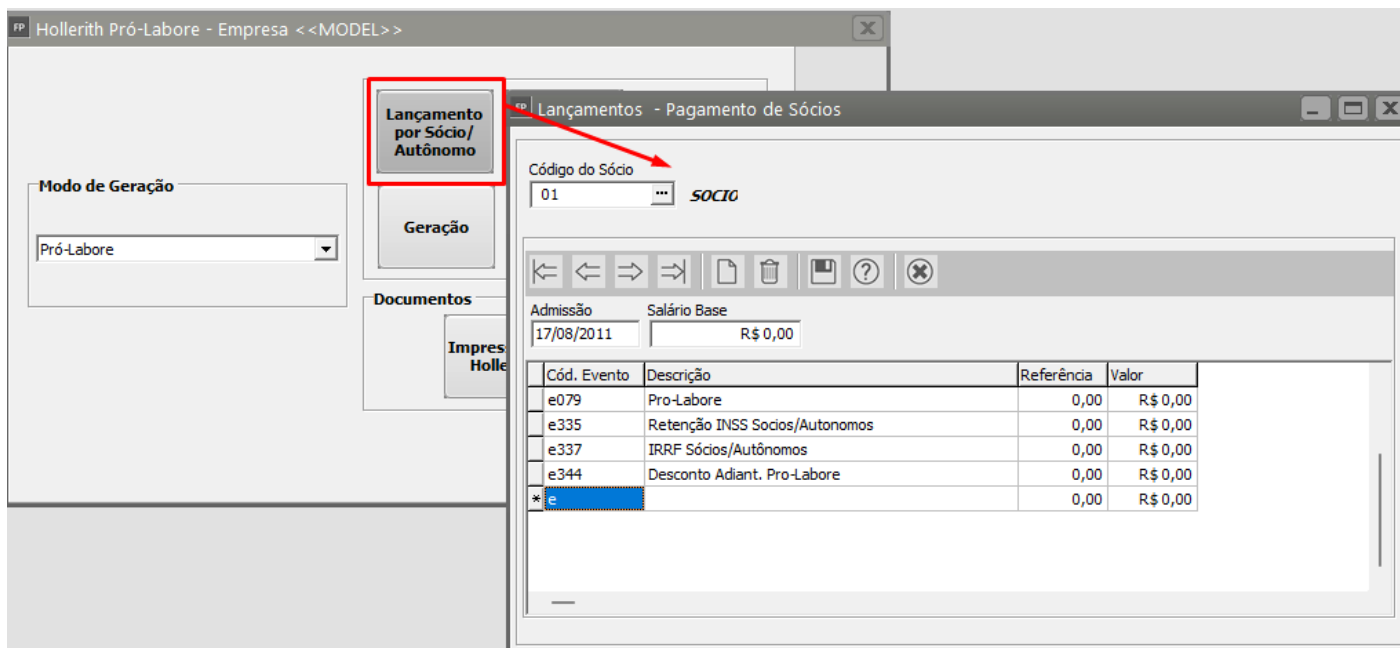 FP Hollerith Pró-Labore - Empresa <<MODEL>>
Lançamento
por Sócio/
Autônomo
Modo de Geração
Pró-Labore
Geração
Documentos
Impres
Holle
FP Lançamentos - Pagamento de Sócios
Código do Sócio
01 ... SOCIO
Admissão Salário Base
17/08/2011 R$ 0,00
Cód. Evento Descrição Referência Valor
e079 Pro-Labore 0,00 R$ 0,00
e335 Retenção INSS Socios/Autonomos 0,00 R$ 0,00
e337 IRRF Sócios/Autônomos 0,00 R$ 0,00
e344 Desconto Adiant. Pro-Labore 0,00 R$ 0,00
* e 0,00 R$ 0,00